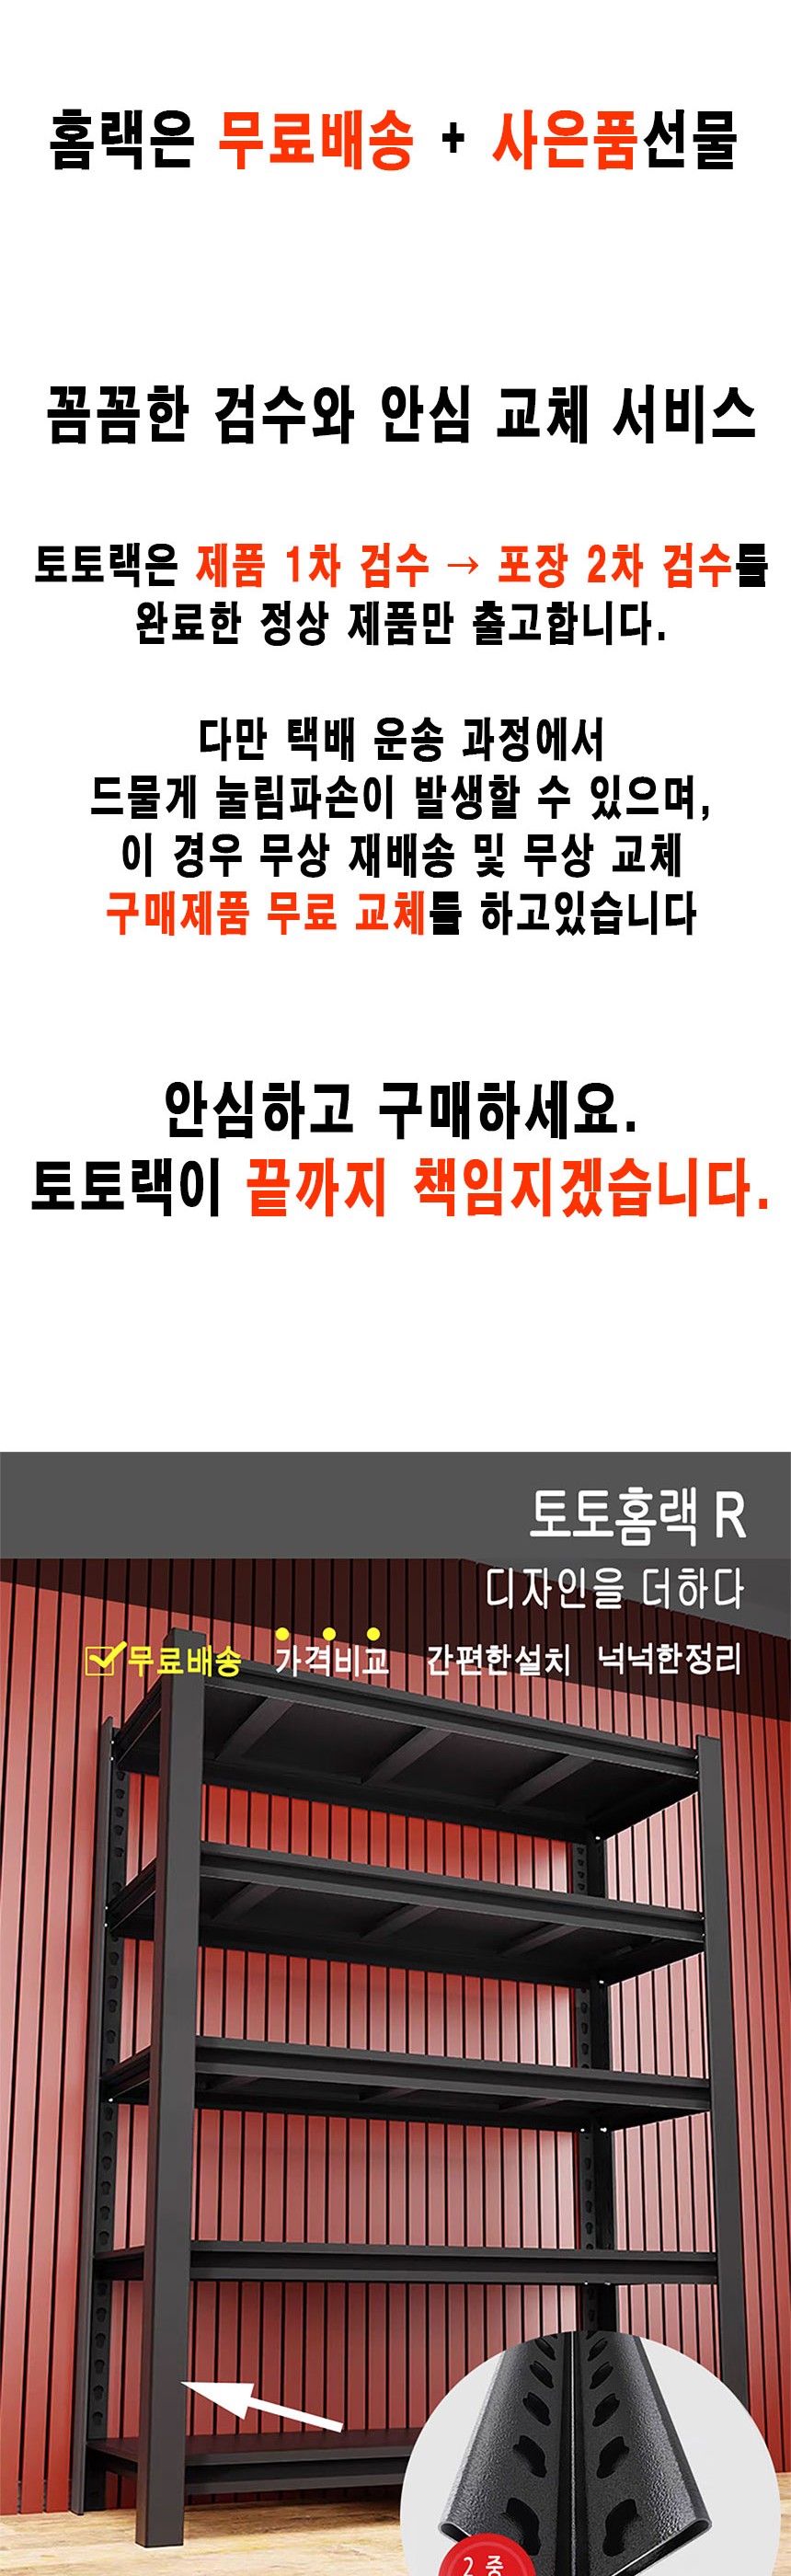 홈랙은 무료배송 + 사은품선물
꼼꼼한 검수와 안심 교체 서비스
토토랙은 제품 1차 검수 → 포장 2차 검수를
완료한 정상 제품만 출고합니다.
다만 택배 운송 과정에서
드물게 눌림파손이 발생할 수 있으며,
이 경우 무상 재배송 및 무상 교체
구매제품 무료 교체를 하고있습니다
안심하고 구매하세요.
토토랙이 끝까지 책임지겠습니다.
토토홈랙 R
디자인을 더하다
무료배송 가격비교 간편한설치 넉넉한정리
2 중